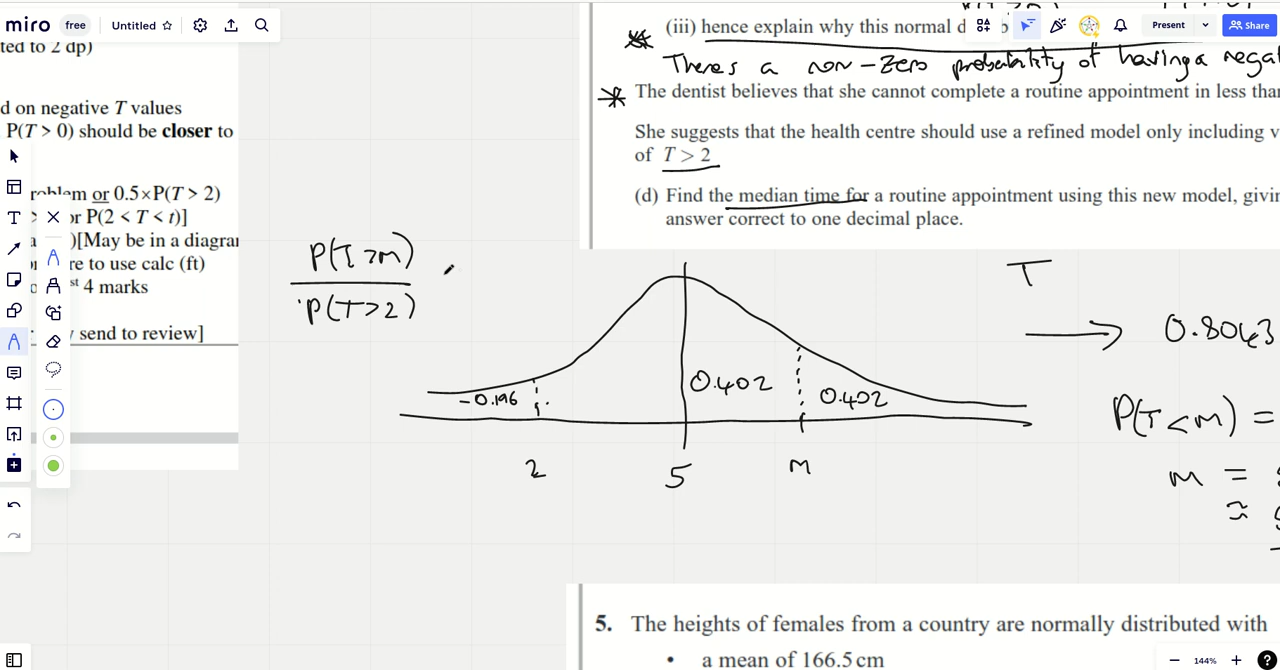 miro free Untitled Present Share
ted to 2 dp)
d on negative T values
P(T > 0) should be closer to
roblem or 0.5×P(T > 2)
or P(2 < T < t)]
)[May be in a diagram
re to use calc (ft)
st 4 marks
send to review]
(iii) hence explain why this normal d
There's a non-zero probability of having a negat
The dentist believes that she cannot complete a routine appointment in less than
She suggests that the health centre should use a refined model only including v
of T > 2
(d) Find the median time for a routine appointment using this new model, givin
answer correct to one decimal place.
P(T>m)
P(T>2)
T
0.8043
-0.196 0.402 0.402
P(T<m) =
2 5 m
m =
≈
5. The heights of females from a country are normally distributed with
• a mean of 166.5 cm
144%